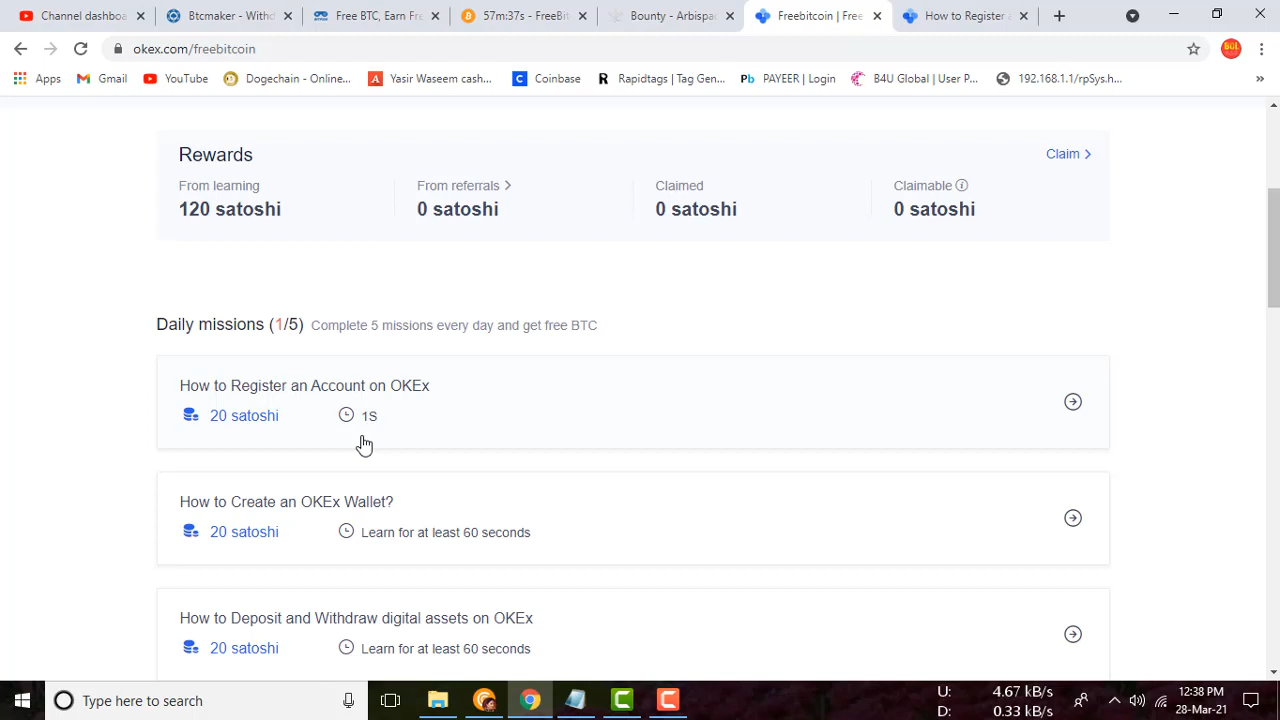 Channel dashboa
Btcmaker - Withd
Free BTC, Earn Fre
57m:37s - FreeBit
Bounty - Arbispac
Freebitcoin | Free
How to Register a
okex.com/freebitcoin
Apps
Gmail
YouTube
Dogechain - Online...
Yasir Waseem cash...
Coinbase
Rapidtags | Tag Gen...
PAYEER | Login
B4U Global | User P...
192.168.1.1/rpSys.h...
Rewards
Claim
From learning
From referrals
Claimed
Claimable
120 satoshi
0 satoshi
0 satoshi
0 satoshi
Daily missions (1/5) Complete 5 missions every day and get free BTC
How to Register an Account on OKEx
20 satoshi
1S
How to Create an OKEx Wallet?
20 satoshi
Learn for at least 60 seconds
How to Deposit and Withdraw digital assets on OKEx
20 satoshi
Learn for at least 60 seconds
Type here to search
U: 4.67 kB/s
D: 0.33 kB/s
12:38 PM
28-Mar-21